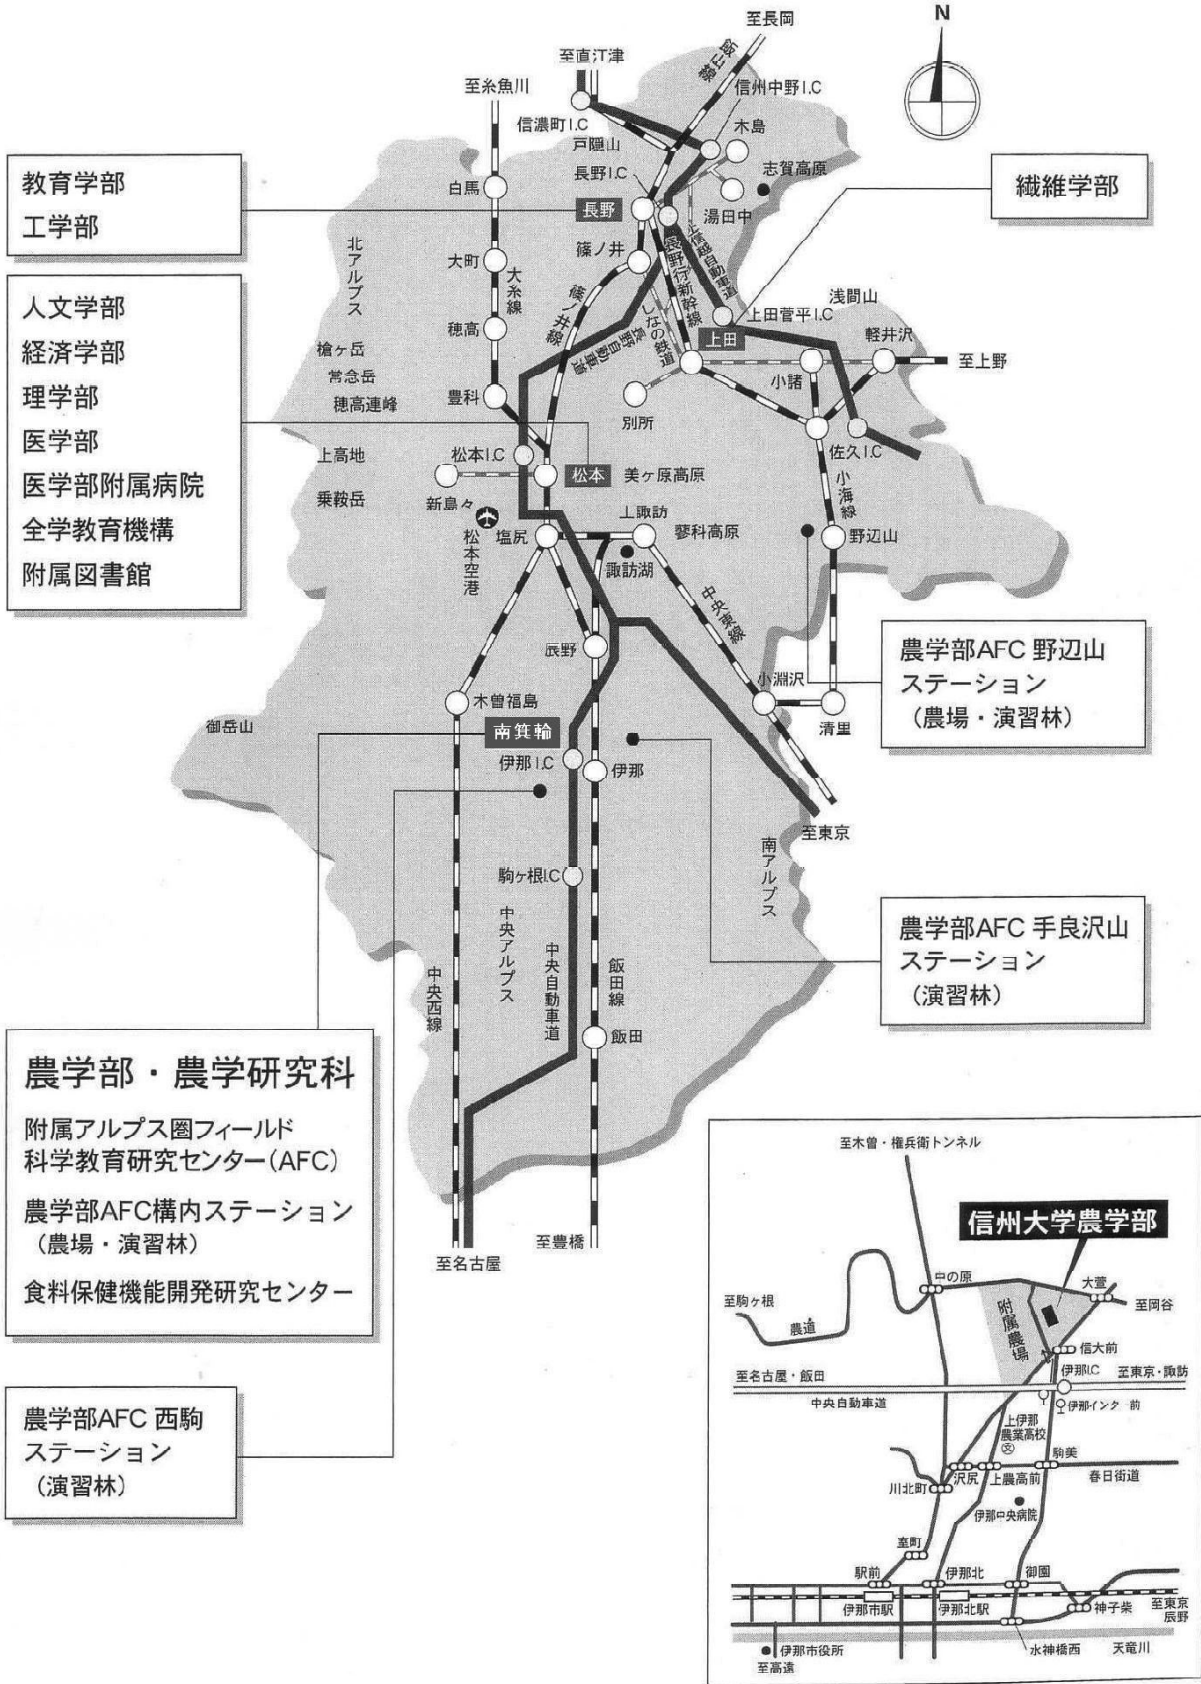 至長岡
N
至直江津
飯山線
至糸魚川
信州中野I.C
信濃町I.C
木島
戸隠山
志賀高原
長野I.C
白馬
湯田中
教育学部
工学部
長野
繊維学部
北アルプス
篠ノ井
上信越自動車道
長野行新幹線
大町
大糸線
篠ノ井線
しなの鉄道
長野自動車道
浅間山
上田菅平I.C
人文学部
経済学部
理学部
医学部
医学部附属病院
全学教育機構
附属図書館
穂高
上田
軽井沢
至上野
槍ヶ岳
常念岳
小諸
豊科
穂高連峰
別所
上高地
松本I.C
佐久I.C
松本
美ヶ原高原
乗鞍岳
新島々
小海線
上諏訪
塩尻
蓼科高原
野辺山
松本空港
諏訪湖
中央東線
辰野
農学部AFC 野辺山
ステーション
(農場・演習林)
小淵沢
木曽福島
清里
御岳山
南箕輪
伊那I.C
伊那
至東京
南アルプス
駒ヶ根I.C
中央アルプス
農学部AFC 手良沢山
ステーション
(演習林)
中央西線
中央自動車道
飯田線
飯田
農学部・農学研究科
附属アルプス圏フィールド
科学教育研究センター(AFC)
農学部AFC構内ステーション
(農場・演習林)
食料保健機能開発研究センター
至名古屋
至豊橋
農学部AFC 西駒
ステーション
(演習林)
至木曽・権兵衛トンネル
信州大学農学部
中の原
大萱
至駒ヶ根
至岡谷
農道
附属農場
信大前
伊那I.C
至名古屋・飯田
至東京・諏訪
中央自動車道
伊那インター前
上伊那
農業高校
文
駒美
沢尻
上農高前
春日街道
川北町
伊那中央病院
室町
駅前
伊那北
御園
伊那市駅
伊那北駅
神子柴
至東京
辰野
伊那市役所
水神橋西
天竜川
至高遠